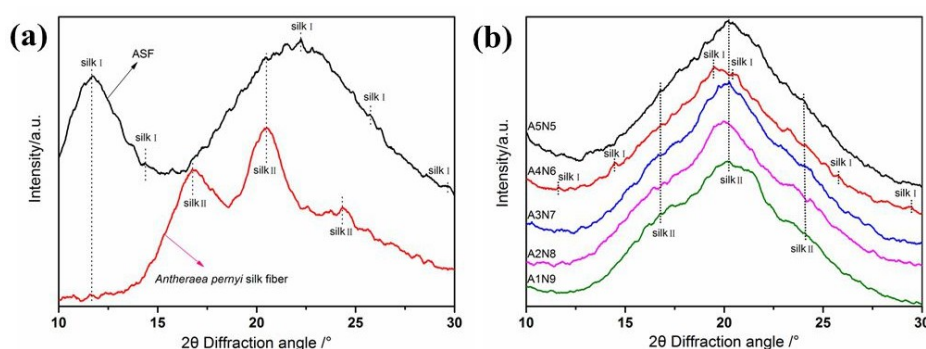 (a)
silk I
ASF
silk I
silk I
silk I
silk I
silk II
silk II
silk II
Antheraea pernyi silk fiber
Intensity/a.u.
10 15 20 25 30
2θ Diffraction angle /°
(b)
silk I
silk I
A5N5
silk I
silk I
A4N6
silk I
silk I
A3N7
silk II
A2N8
silk II
silk II
A1N9
Intensity/a.u.
10 15 20 25 30
2θ Diffraction angle /°